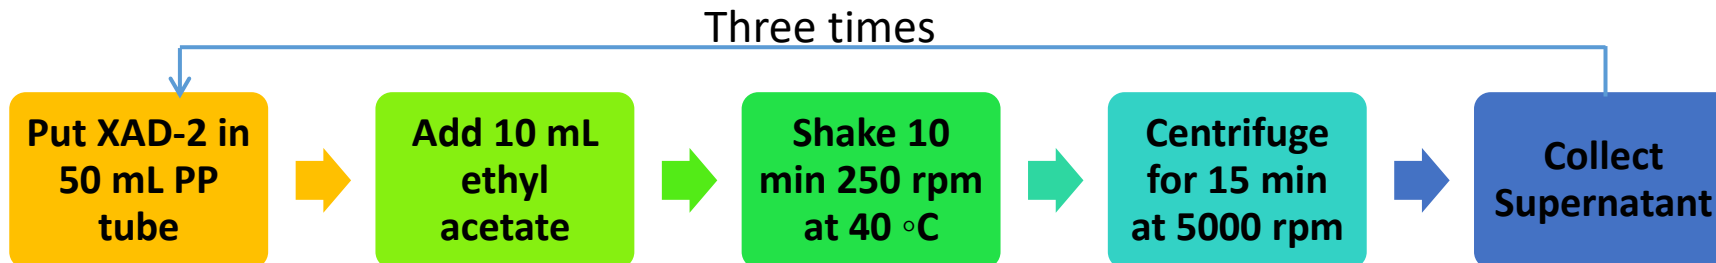 Three times
Put XAD-2 in
50 mL PP
tube
Add 10 mL
ethyl
acetate
Shake 10
min 250 rpm
at 40 ◦C
Centrifuge
for 15 min
at 5000 rpm
Collect
Supernatant